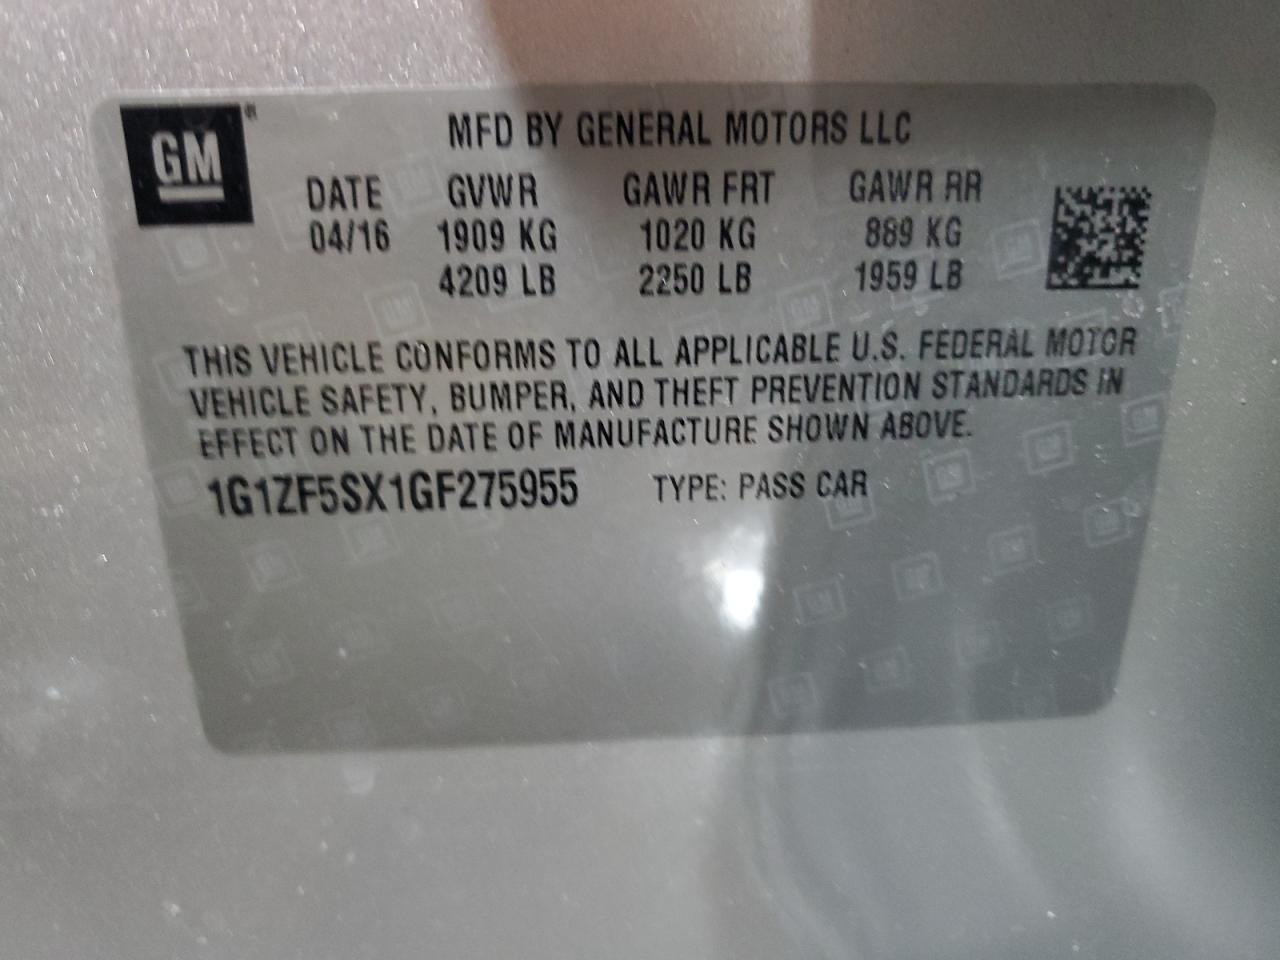 GM
MFD BY GENERAL MOTORS LLC
DATE GVWR GAWR FRT GAWR RR
04/16 1909 KG 1020 KG 889 KG
4209 LB 2250 LB 1959 LB
THIS VEHICLE CONFORMS TO ALL APPLICABLE U.S. FEDERAL MOTOR
VEHICLE SAFETY, BUMPER, AND THEFT PREVENTION STANDARDS IN
EFFECT ON THE DATE OF MANUFACTURE SHOWN ABOVE.
1G1ZF5SX1GF275955 TYPE: PASS CAR